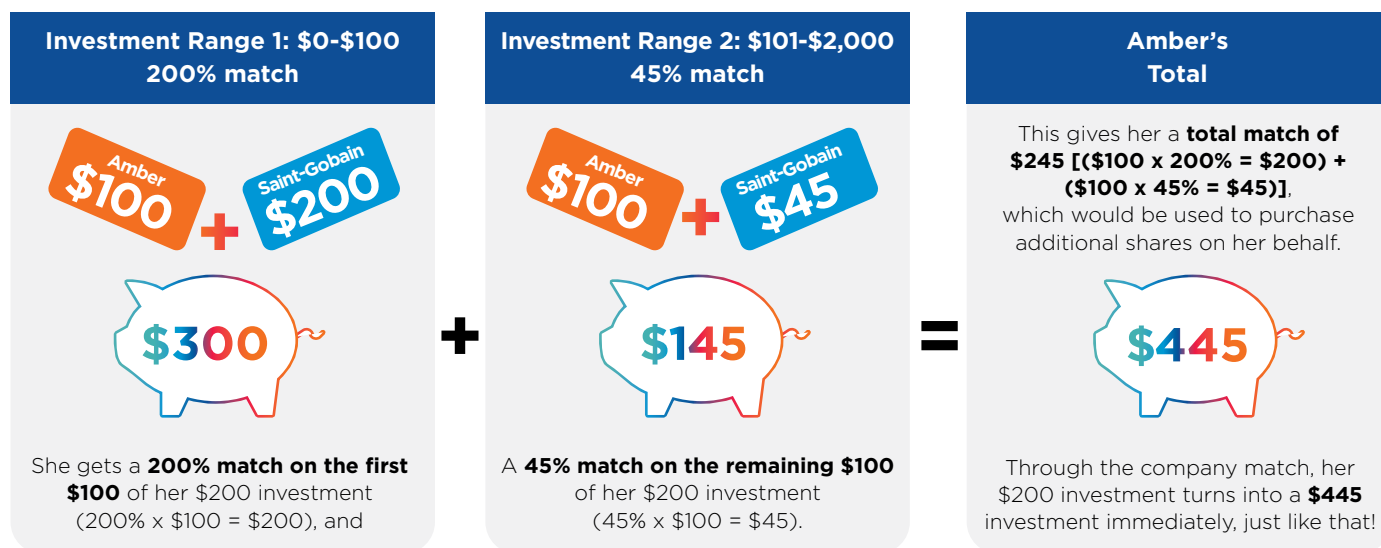 Investment Range 1: $0-$100
200% match
Amber
$100
+
Saint-Gobain
$200
$300
She gets a 200% match on the first
$100 of her $200 investment
(200% x $100 = $200), and
+
Investment Range 2: $101-$2,000
45% match
Amber
$100
+
Saint-Gobain
$45
$145
A 45% match on the remaining $100
of her $200 investment
(45% x $100 = $45).
=
Amber’s
Total
This gives her a total match of
$245 [($100 x 200% = $200) +
($100 x 45% = $45)],
which would be used to purchase
additional shares on her behalf.
$445
Through the company match, her
$200 investment turns into a $445
investment immediately, just like that!